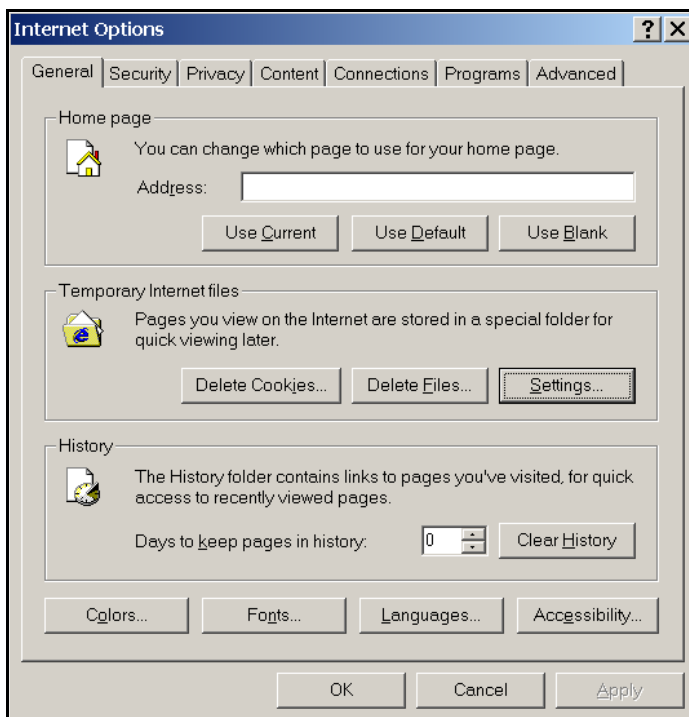 Internet Options
General Security Privacy Content Connections Programs Advanced
Home page
You can change which page to use for your home page.
Address:
Use Current Use Default Use Blank
Temporary Internet files
Pages you view on the Internet are stored in a special folder for
quick viewing later.
Delete Cookies... Delete Files... Settings...
History
The History folder contains links to pages you've visited, for quick
access to recently viewed pages.
Days to keep pages in history: 0 Clear History
Colors... Fonts... Languages... Accessibility...
OK Cancel Apply